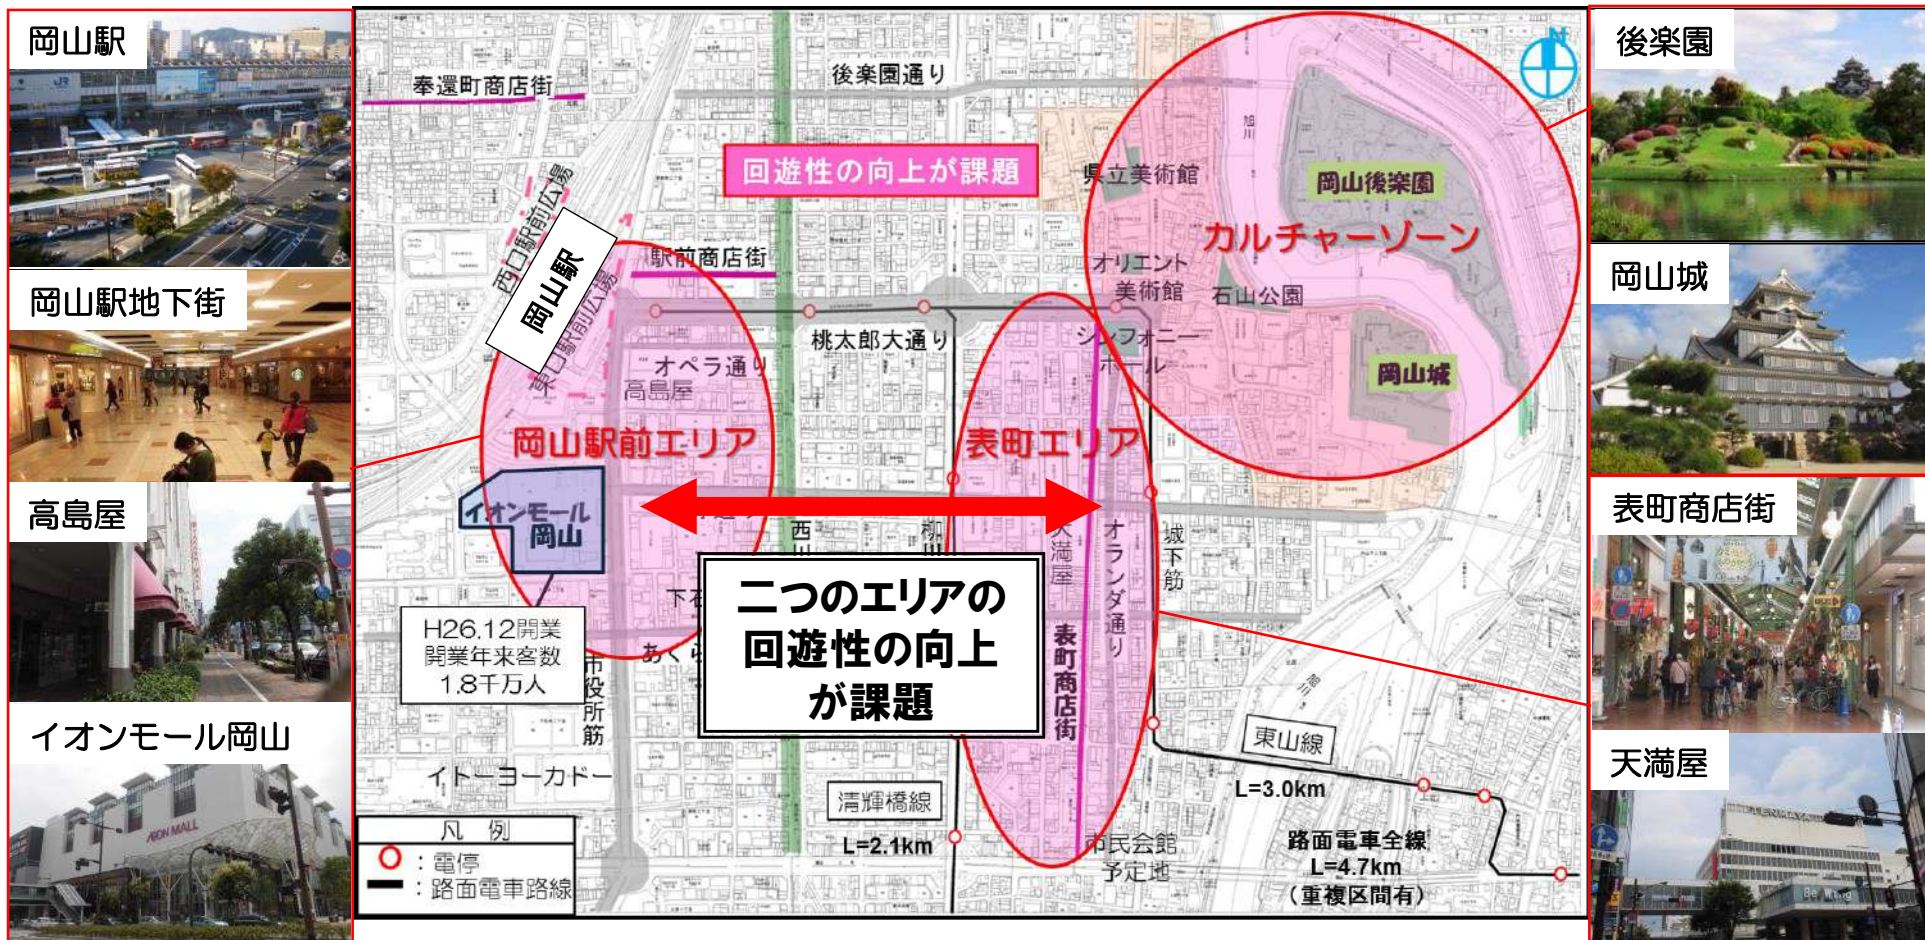 岡山駅
岡山駅地下街
高島屋
イオンモール岡山
AEON MALL
奉還町商店街
後楽園通り
回遊性の向上が課題
県立美術館
岡山後楽園
カルチャーゾーン
旭川
西口駅前広場
岡山駅
東口駅前広場
駅前商店街
オリエント
美術館
石山公園
桃太郎大通り
シンフォニー
ホール
オペラ通り
高島屋
岡山城
岡山駅前エリア
表町エリア
イオンモール
岡山
天満屋
オランダ通り
城下筋
二つのエリアの
回遊性の向上
が課題
表町商店街
H26.12開業
開業年来客数
1.8千万人
市役所筋
旭川
イトーヨーカドー
清輝橋線
L=2.1km
東山線
L=3.0km
市民会館
予定地
路面電車全線
L=4.7km
(重複区間有)
凡 例
:電停
:路面電車路線
N
後楽園
岡山城
表町商店街
天満屋
TENMAYA